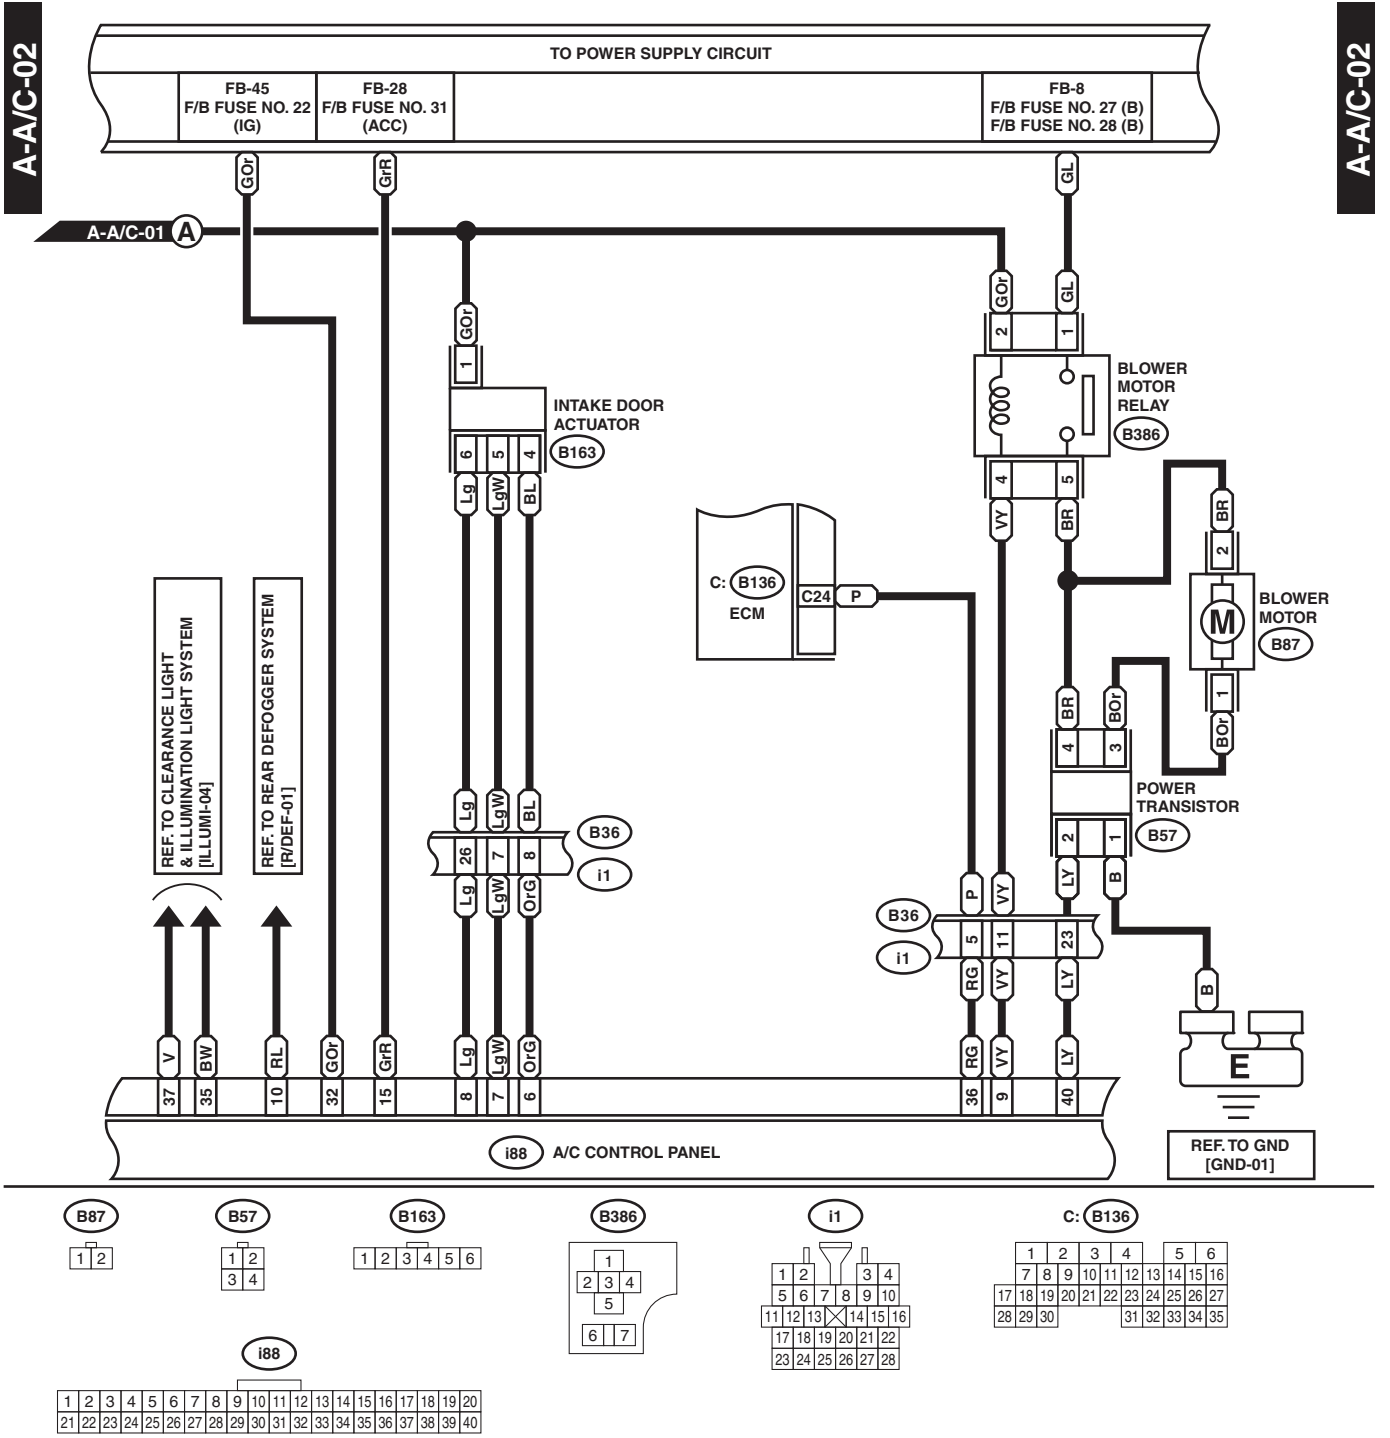 A-A/C-02
A-A/C-02
TO POWER SUPPLY CIRCUIT
FB-45
F/B FUSE NO. 22
(IG)
FB-28
F/B FUSE NO. 31
(ACC)
FB-8
F/B FUSE NO. 27 (B)
F/B FUSE NO. 28 (B)
GOr
GrR
GL
A-A/C-01
A
GOr
GOr
GL
1
2
1
INTAKE DOOR
ACTUATOR
B163
BLOWER
MOTOR
RELAY
B386
6
5
4
4
5
Lg
LgW
BL
VY
BR
BR
2
C: B136
ECM
C24
P
M
BLOWER
MOTOR
B87
1
BOr
REF. TO CLEARANCE LIGHT
& ILLUMINATION LIGHT SYSTEM
[ILLUMI-04]
REF. TO REAR DEFOGGER SYSTEM
[R/DEF-01]
BR
BOr
4
3
POWER
TRANSISTOR
B57
2
1
LY
B
Lg
LgW
BL
B36
26
7
8
i1
Lg
LgW
OrG
P
VY
B36
5
11
23
i1
RG
VY
LY
B
E
REF. TO GND
[GND-01]
V
BW
RL
GOr
GrR
Lg
LgW
OrG
RG
VY
LY
37
35
10
32
15
8
7
6
36
9
40
i88
A/C CONTROL PANEL
B87
1 2
B57
1 2
3 4
B163
1 2 3 4 5 6
B386
1
2 3 4
5
6 7
i1
1 2 3 4
5 6 7 8 9 10
11 12 13 14 15 16
17 18 19 20 21 22
23 24 25 26 27 28
C: B136
1 2 3 4 5 6
7 8 9 10 11 12 13 14 15 16
17 18 19 20 21 22 23 24 25 26 27
28 29 30 31 32 33 34 35
i88
1 2 3 4 5 6 7 8 9 10 11 12 13 14 15 16 17 18 19 20
21 22 23 24 25 26 27 28 29 30 31 32 33 34 35 36 37 38 39 40